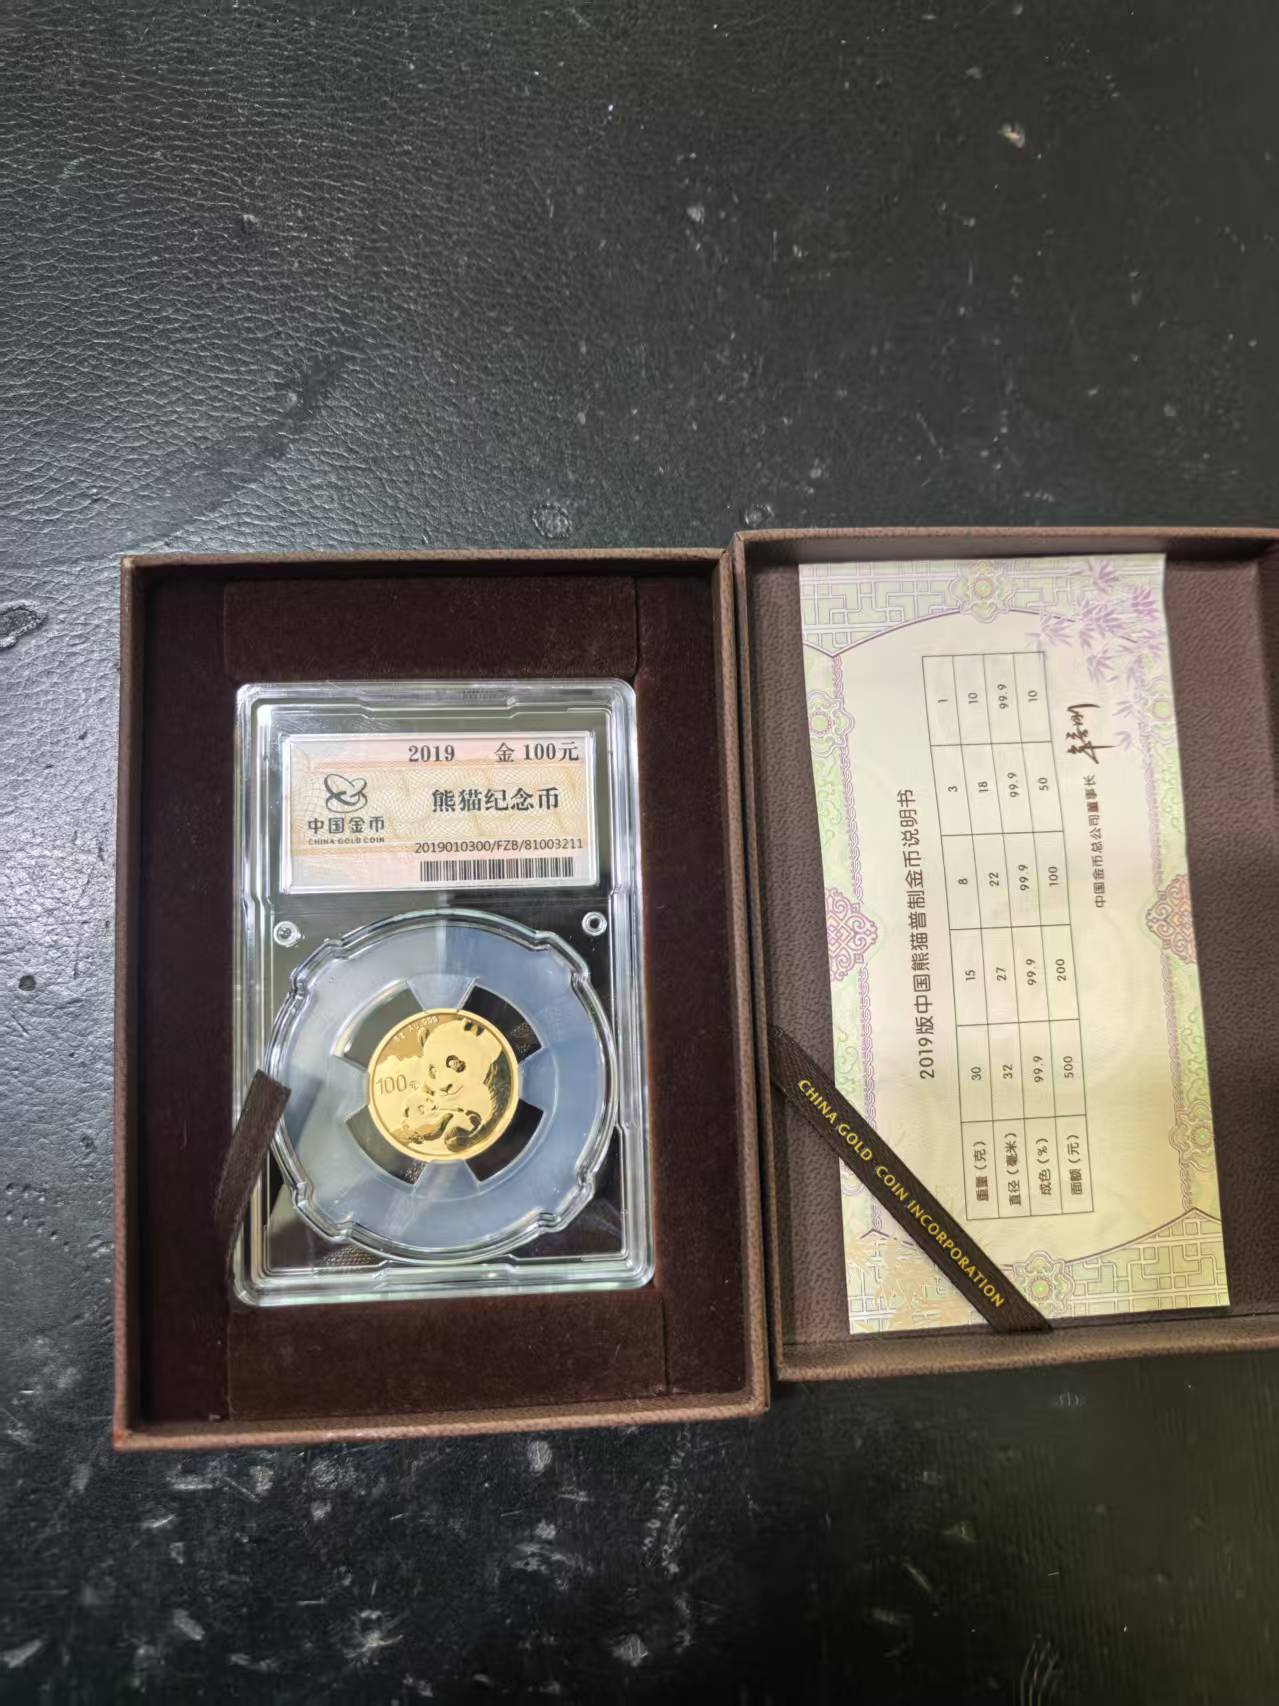 2019 金 100元
中国金币
CHINA GOLD COIN
熊猫纪念币
2019010300/FZB/81003211
8g Au.999
100元
2019版中国熊猫普制金币说明书
重量（克） 30 15 8 3 1
直径（毫米） 32 27 22 18 10
成色（%） 99.9 99.9 99.9 99.9 99.9
面额（元） 500 200 100 50 10
中国金币总公司董事长
CHINA GOLD COIN INCORPORATION